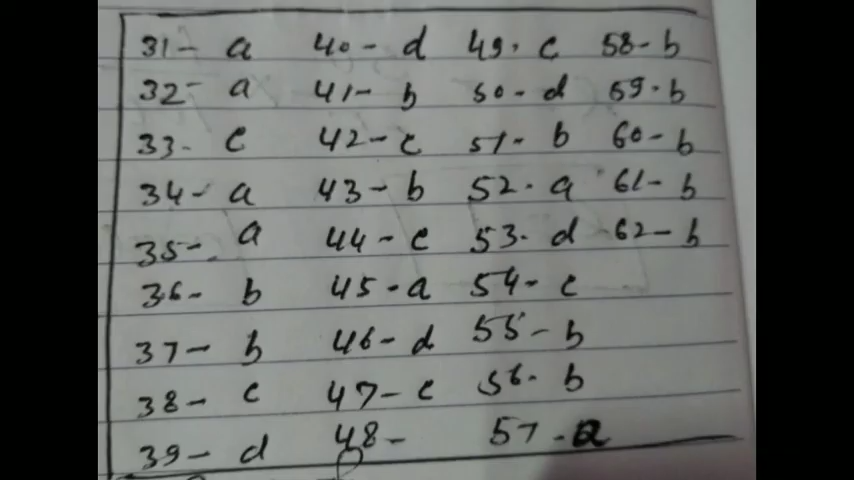 31- a 40- d 49. c 58- b
32- a 41- b 50- d 59. b
33- c 42- c 51- b 60- b
34- a 43- b 52. a 61- b
35- a 44- c 53. d 62- b
36- b 45- a 54- c
37- b 46- d 55- b
38- c 47- c 56- b
39- d 48- 57- a